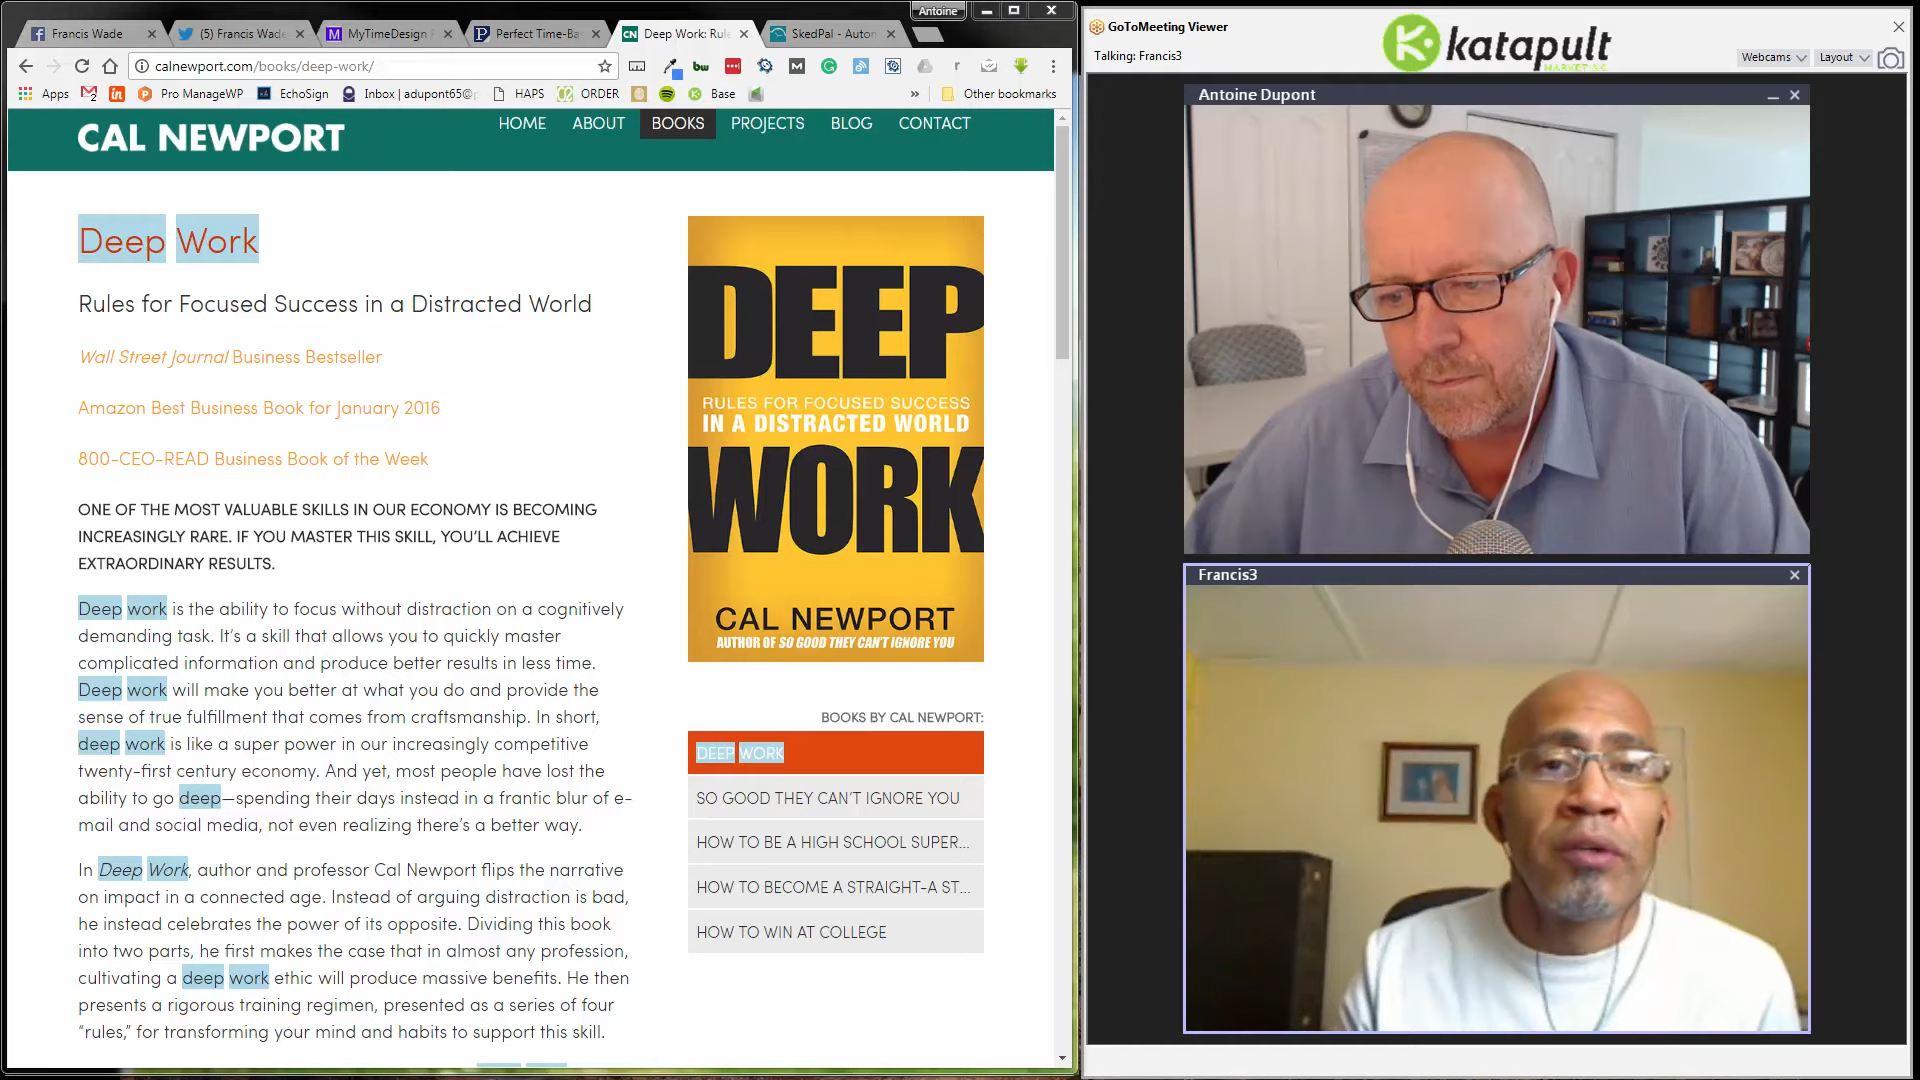 Antoine
Francis Wade
(5) Francis Wade
MyTimeDesign
Perfect Time-Ba
Deep Work: Rule
SkedPal - Auton
calnewport.com/books/deep-work/
Apps
Pro ManageWP
EchoSign
Inbox | adupont65@
HAPS
ORDER
Base
»
Other bookmarks
CAL NEWPORT
HOME
ABOUT
BOOKS
PROJECTS
BLOG
CONTACT
Deep Work
Rules for Focused Success in a Distracted World
Wall Street Journal Business Bestseller
Amazon Best Business Book for January 2016
800-CEO-READ Business Book of the Week
ONE OF THE MOST VALUABLE SKILLS IN OUR ECONOMY IS BECOMING
INCREASINGLY RARE. IF YOU MASTER THIS SKILL, YOU'LL ACHIEVE
EXTRAORDINARY RESULTS.
Deep work is the ability to focus without distraction on a cognitively
demanding task. It's a skill that allows you to quickly master
complicated information and produce better results in less time.
Deep work will make you better at what you do and provide the
sense of true fulfillment that comes from craftsmanship. In short,
deep work is like a super power in our increasingly competitive
twenty-first century economy. And yet, most people have lost the
ability to go deep—spending their days instead in a frantic blur of e-
mail and social media, not even realizing there's a better way.
In Deep Work, author and professor Cal Newport flips the narrative
on impact in a connected age. Instead of arguing distraction is bad,
he instead celebrates the power of its opposite. Dividing this book
into two parts, he first makes the case that in almost any profession,
cultivating a deep work ethic will produce massive benefits. He then
presents a rigorous training regimen, presented as a series of four
“rules,” for transforming your mind and habits to support this skill.
DEEP
RULES FOR FOCUSED SUCCESS
IN A DISTRACTED WORLD
WORK
CAL NEWPORT
AUTHOR OF SO GOOD THEY CAN'T IGNORE YOU
BOOKS BY CAL NEWPORT:
DEEP WORK
SO GOOD THEY CAN'T IGNORE YOU
HOW TO BE A HIGH SCHOOL SUPER...
HOW TO BECOME A STRAIGHT-A ST...
HOW TO WIN AT COLLEGE
GoToMeeting Viewer
Talking: Francis3
katapult
MARKETING
Webcams
Layout
Antoine Dupont
Francis3